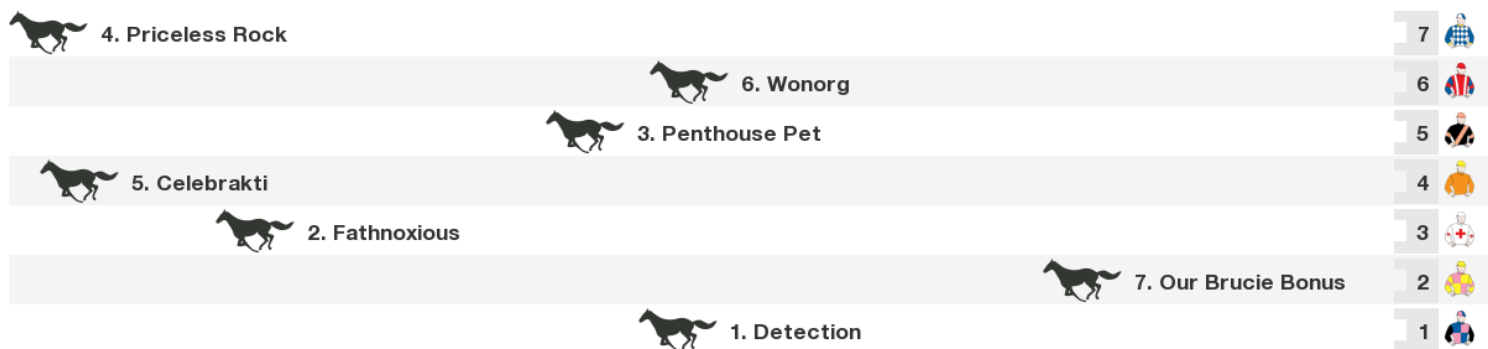 4. Priceless Rock 7
6. Wonorg 6
3. Penthouse Pet 5
5. Celebrakti 4
2. Fathnoxious 3
7. Our Brucie Bonus 2
1. Detection 1